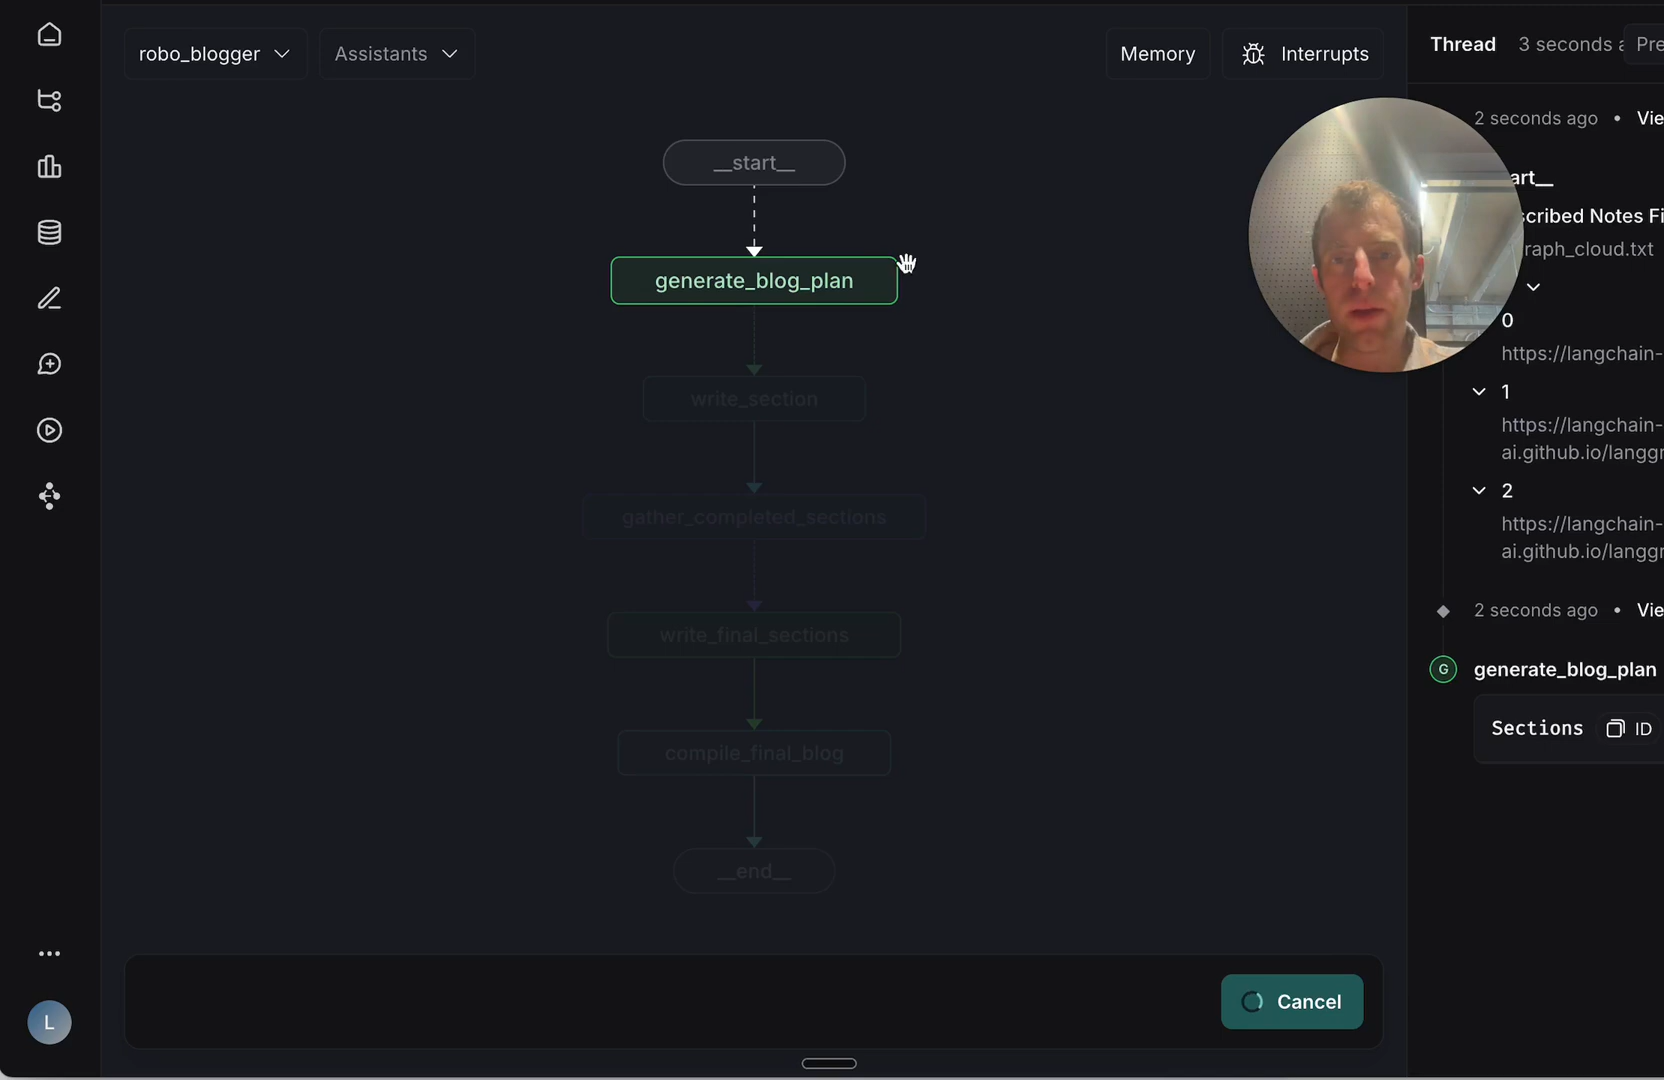 robo_blogger
Assistants
Memory
Interrupts
__start__
generate_blog_plan
write_section
gather_completed_sections
write_final_sections
compile_final_blog
__end__
Cancel
L
Thread
3 seconds
Pre
2 seconds ago • Vie
art__
scribed Notes Fi
raph_cloud.txt
0
https://langchain-
1
https://langchain-
ai.github.io/langgr
2
https://langchain-
ai.github.io/langgr
2 seconds ago • Vie
G
generate_blog_plan
Sections
ID